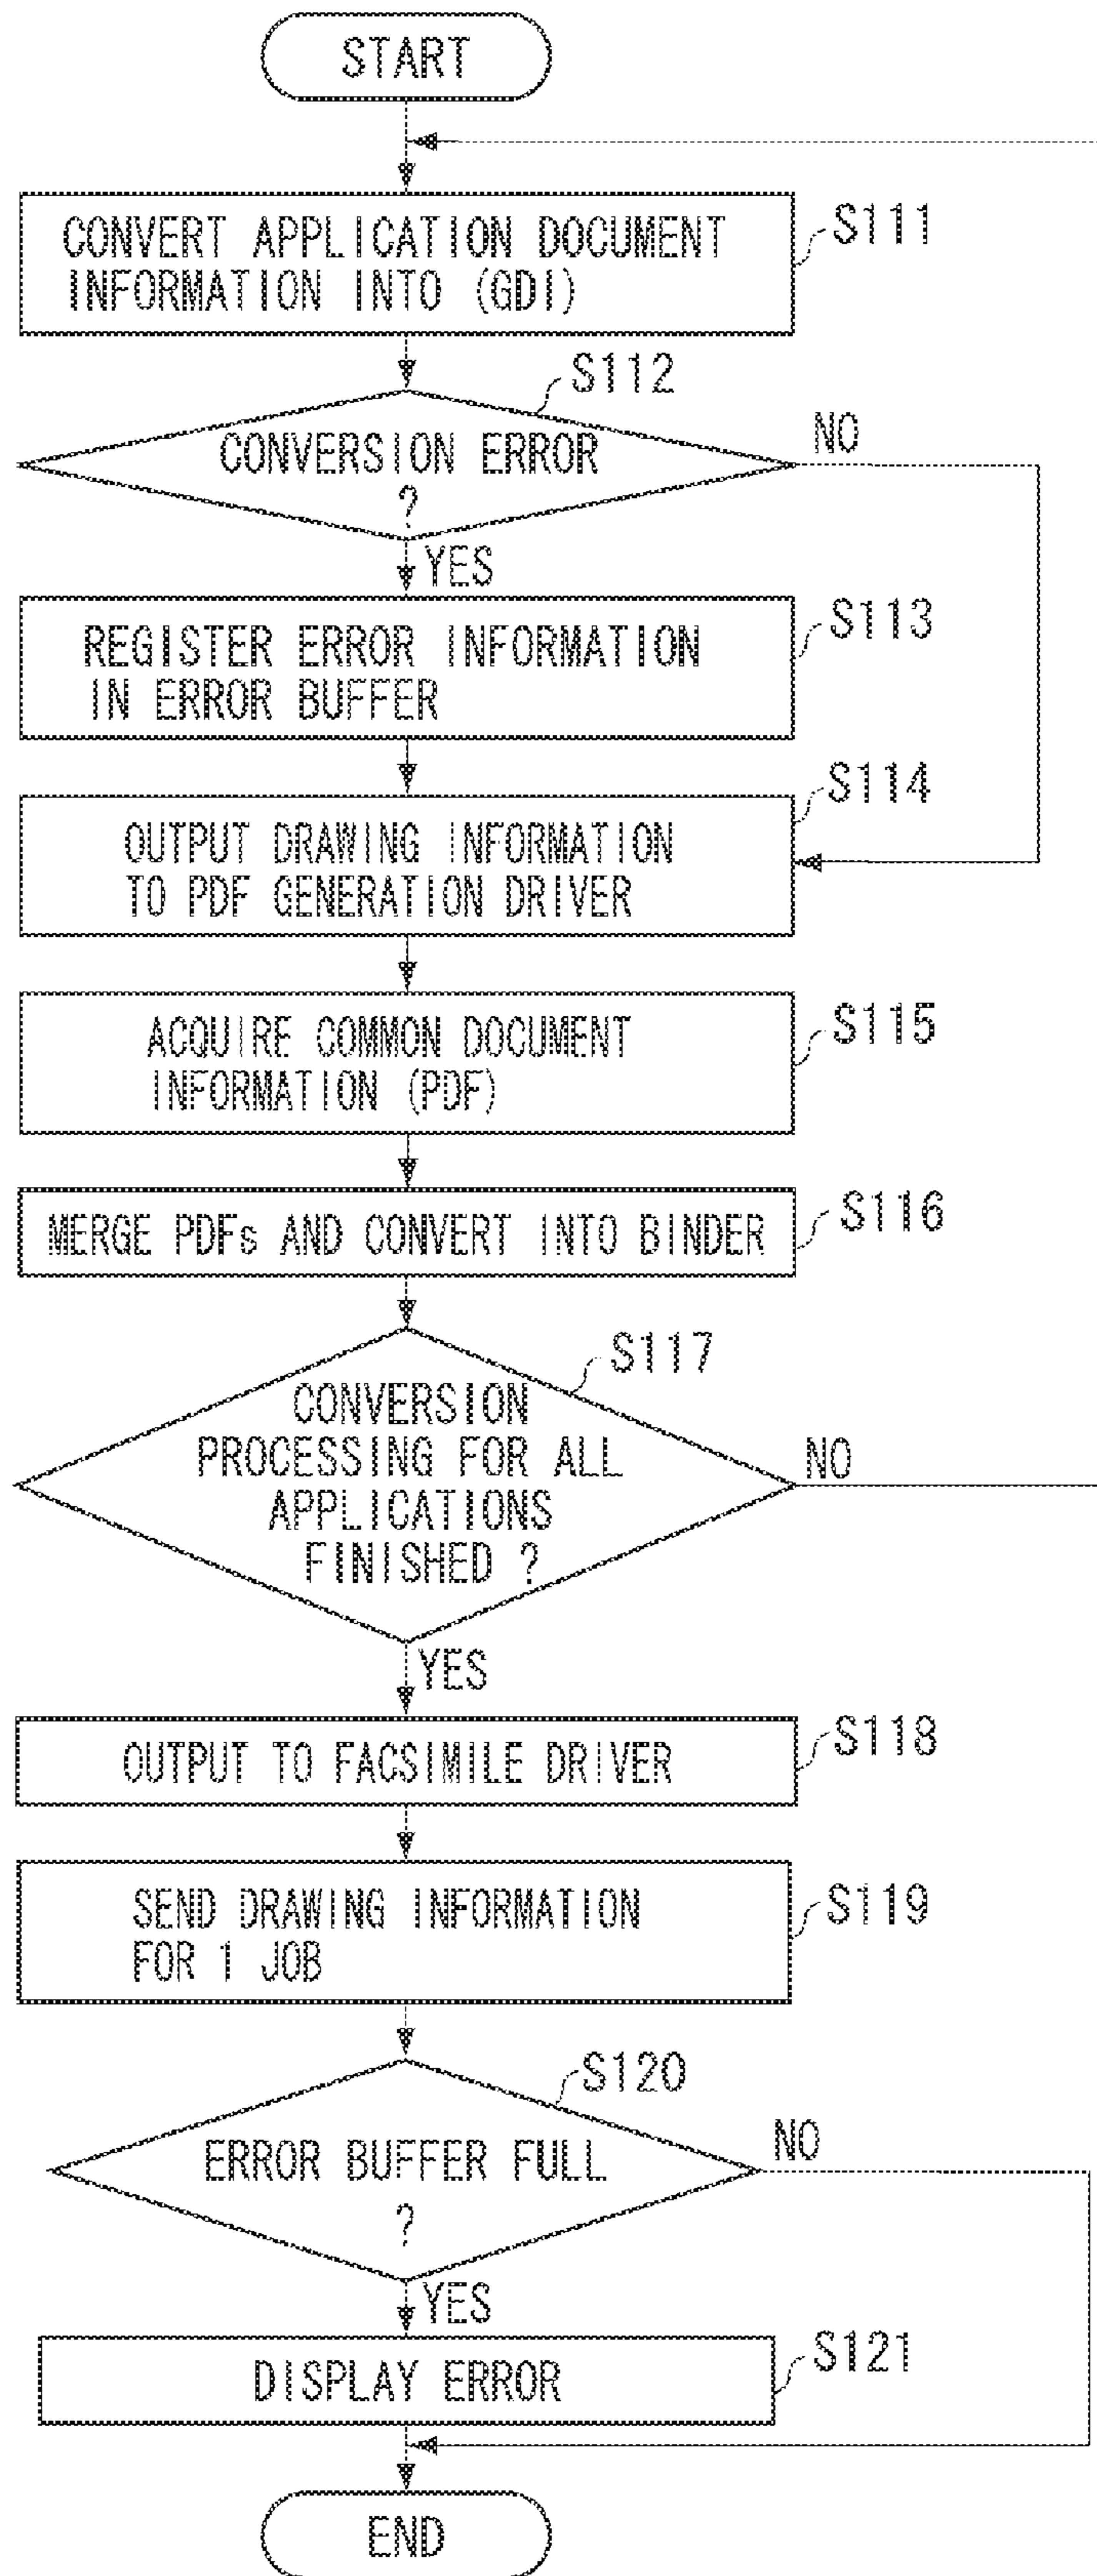 START
CONVERT APPLICATION DOCUMENT
INFORMATION INTO (GDI)
S111
S112
CONVERSION ERROR
?
NO
YES
REGISTER ERROR INFORMATION
IN ERROR BUFFER
S113
OUTPUT DRAWING INFORMATION
TO PDF GENERATION DRIVER
S114
ACQUIRE COMMON DOCUMENT
INFORMATION (PDF)
S115
MERGE PDFs AND CONVERT INTO BINDER
S116
S117
CONVERSION
PROCESSING FOR ALL
APPLICATIONS
FINISHED ?
NO
YES
OUTPUT TO FACSIMILE DRIVER
S118
SEND DRAWING INFORMATION
FOR 1 JOB
S119
S120
ERROR BUFFER FULL
?
NO
YES
DISPLAY ERROR
S121
END